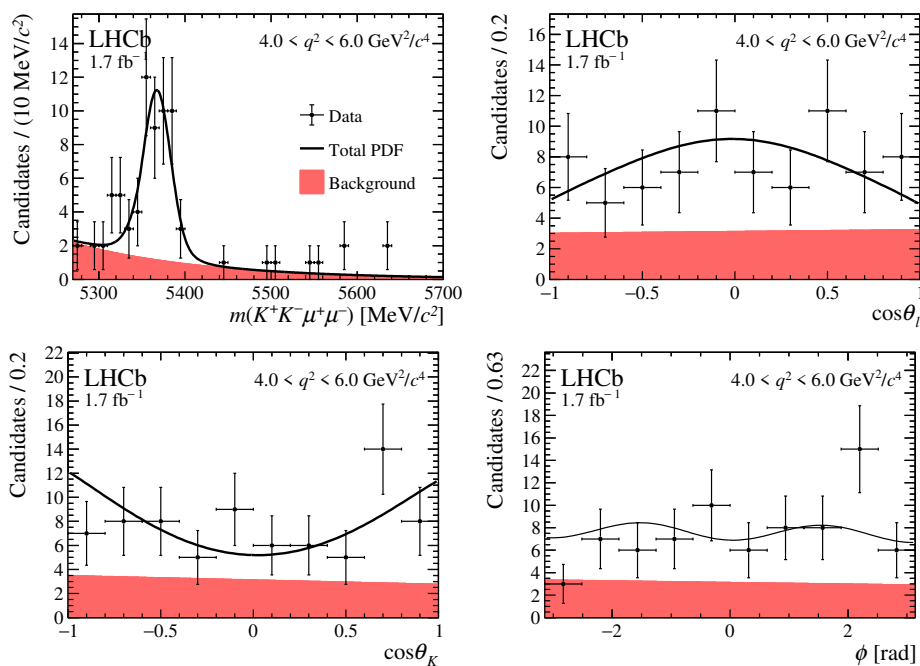 LHCb
1.7 fb⁻¹
4.0 < q² < 6.0 GeV²/c⁴
Candidates / (10 MeV/c²)
14
12
10
8
6
4
2
0
Data
Total PDF
Background
5300 5400 5500 5600 5700
m(K⁺K⁻μ⁺μ⁻) [MeV/c²]
LHCb
1.7 fb⁻¹
4.0 < q² < 6.0 GeV²/c⁴
Candidates / 0.2
16
14
12
10
8
6
4
2
0
−1 −0.5 0 0.5 1
cosθ_l
LHCb
1.7 fb⁻¹
4.0 < q² < 6.0 GeV²/c⁴
Candidates / 0.2
22
20
18
16
14
12
10
8
6
4
2
0
−1 −0.5 0 0.5 1
cosθ_K
LHCb
1.7 fb⁻¹
4.0 < q² < 6.0 GeV²/c⁴
Candidates / 0.63
22
20
18
16
14
12
10
8
6
4
2
0
−2 0 2
ϕ [rad]